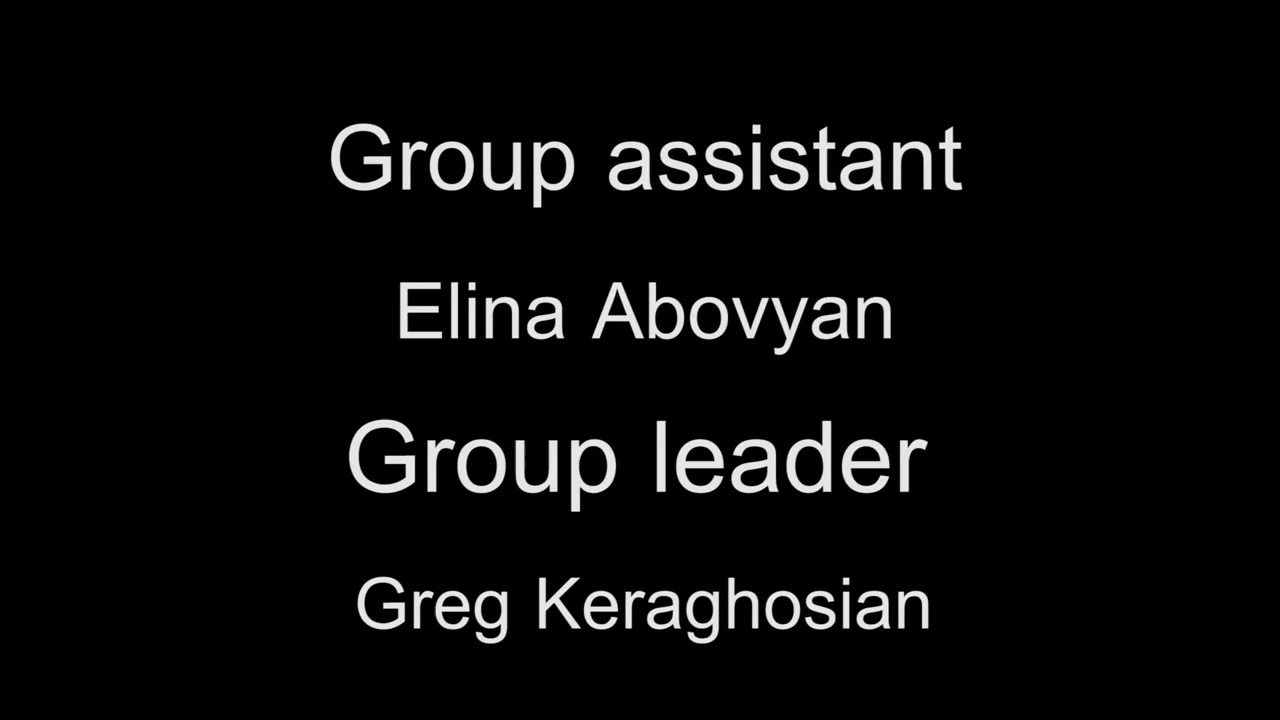 Group assistant
Elina Abovyan
Group leader
Greg Keraghosian